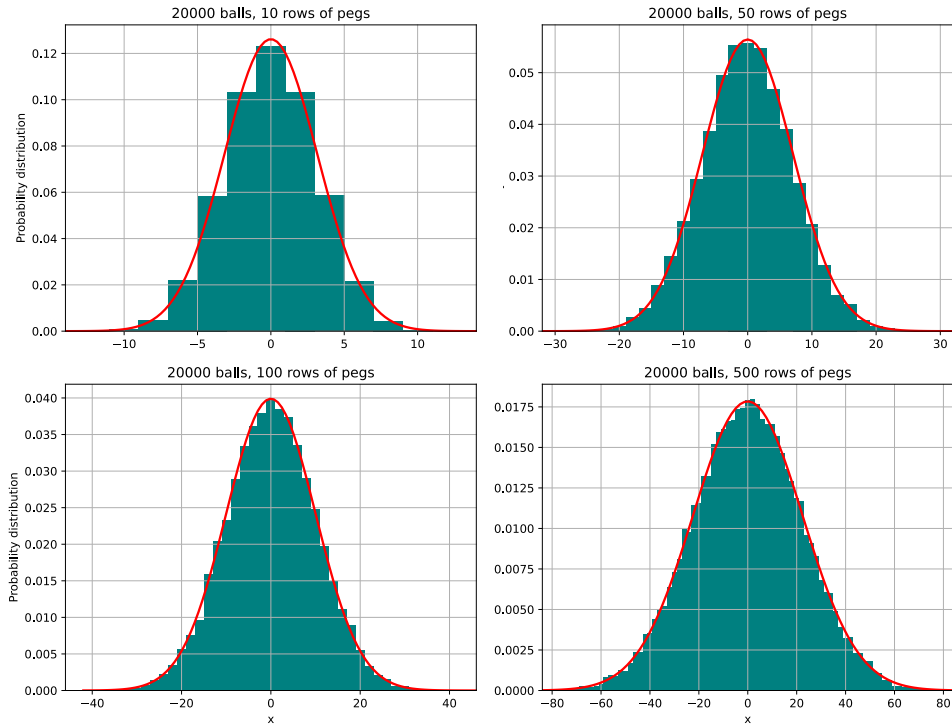 20000 balls, 10 rows of pegs
Probability distribution
0.12
0.10
0.08
0.06
0.04
0.02
0.00
−10 −5 0 5 10
20000 balls, 50 rows of pegs
0.05
0.04
0.03
0.02
0.01
0.00
−30 −20 −10 0 10 20 30
20000 balls, 100 rows of pegs
Probability distribution
0.040
0.035
0.030
0.025
0.020
0.015
0.010
0.005
0.000
−40 −20 0 20 40
x
20000 balls, 500 rows of pegs
0.0175
0.0150
0.0125
0.0100
0.0075
0.0050
0.0025
0.0000
−80 −60 −40 −20 0 20 40 60 80
x